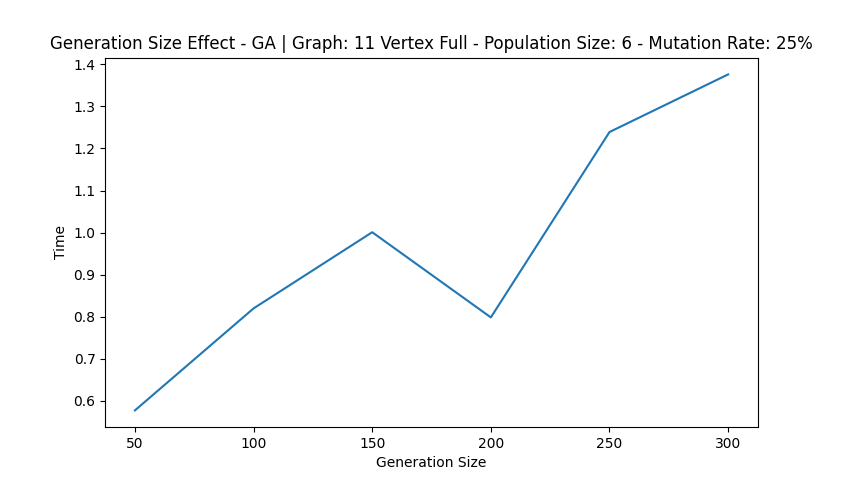 Generation Size Effect - GA | Graph: 11 Vertex Full - Population Size: 6 - Mutation Rate: 25%
1.4
1.3
1.2
1.1
1.0
0.9
0.8
0.7
0.6
Time
50 100 150 200 250 300
Generation Size